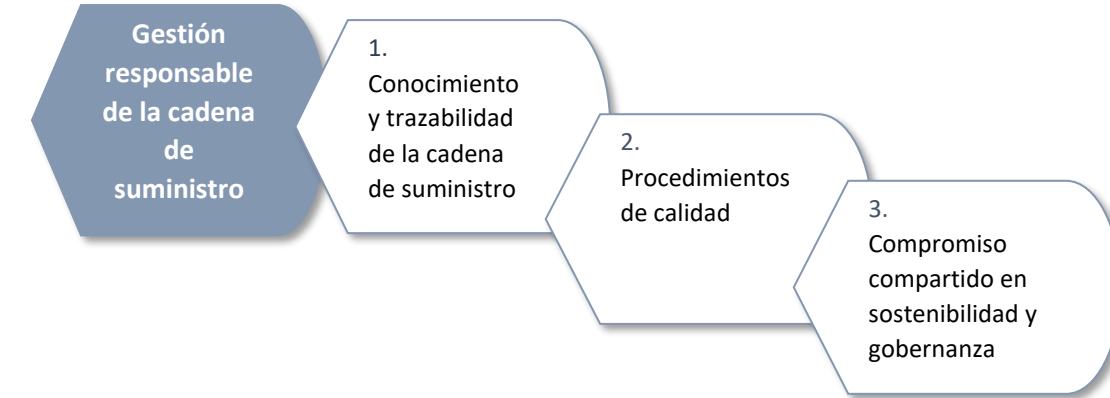 Gestión
responsable
de la cadena
de
suministro
1.
Conocimiento
y trazabilidad
de la cadena
de suministro
2.
Procedimientos
de calidad
3.
Compromiso
compartido en
sostenibilidad y
gobernanza